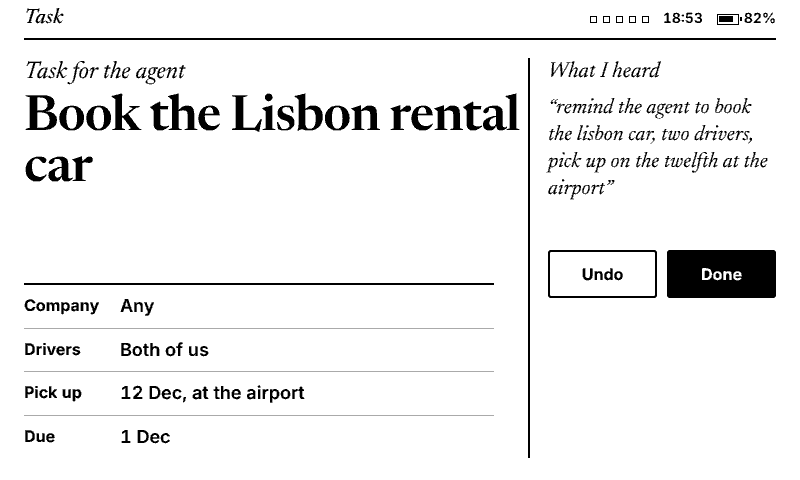 Task
18:53 82%
Task for the agent
Book the Lisbon rental
car
Company Any
Drivers Both of us
Pick up 12 Dec, at the airport
Due 1 Dec
What I heard
“remind the agent to book
the lisbon car, two drivers,
pick up on the twelfth at the
airport”
Undo
Done